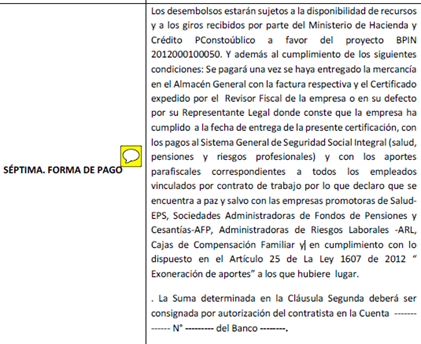 Los desembolsos estarán sujetos a la disponibilidad de recursos
y a los giros recibidos por parte del Ministerio de Hacienda y
Crédito PConstoúblico a favor del proyecto BPIN
2012000100050. Y además al cumplimiento de los siguientes
condiciones: Se pagará una vez se haya entregado la mercancía
en el Almacén General con la factura respectiva y el Certificado
expedido por el Revisor Fiscal de la empresa o en su defecto
por su Representante Legal donde conste que la empresa ha
cumplido a la fecha de entrega de la presente certificación, con
los pagos al Sistema General de Seguridad Social Integral (salud,
pensiones y riesgos profesionales) y con los aportes
parafiscales correspondientes a todos los empleados
SÉPTIMA. FORMA DE PAGO
vinculados por contrato de trabajo por lo que declaro que se
encuentra a paz y salvo con las empresas promotoras de Salud-
EPS, Sociedades Administradoras de Fondos de Pensiones y
Cesantías-AFP, Administradoras de Riesgos Laborales -ARL,
Cajas de Compensación Familiar y en cumplimiento con lo
dispuesto en el Artículo 25 de La Ley 1607 de 2012 "
Exoneración de aportes" a los que hubiere lugar.
. La Suma determinada en la Cláusula Segunda deberá ser
consignada por autorización del contratista en la Cuenta -------
------ N° --------- del Banco --------.